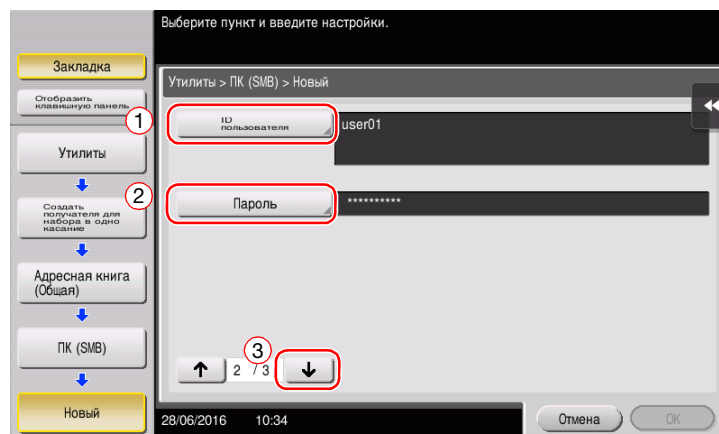 Выберите пункт и введите настройки.
Закладка
Отобразить
клавишную панель
Утилиты
Создать
получателя для
набора в одно
касание
Адресная книга
(Общая)
ПК (SMB)
Новый
Утилиты > ПК (SMB) > Новый
1
ID
пользователя
user01
2
Пароль
**********
3
2 / 3
28/06/2016 10:34
Отмена
OK